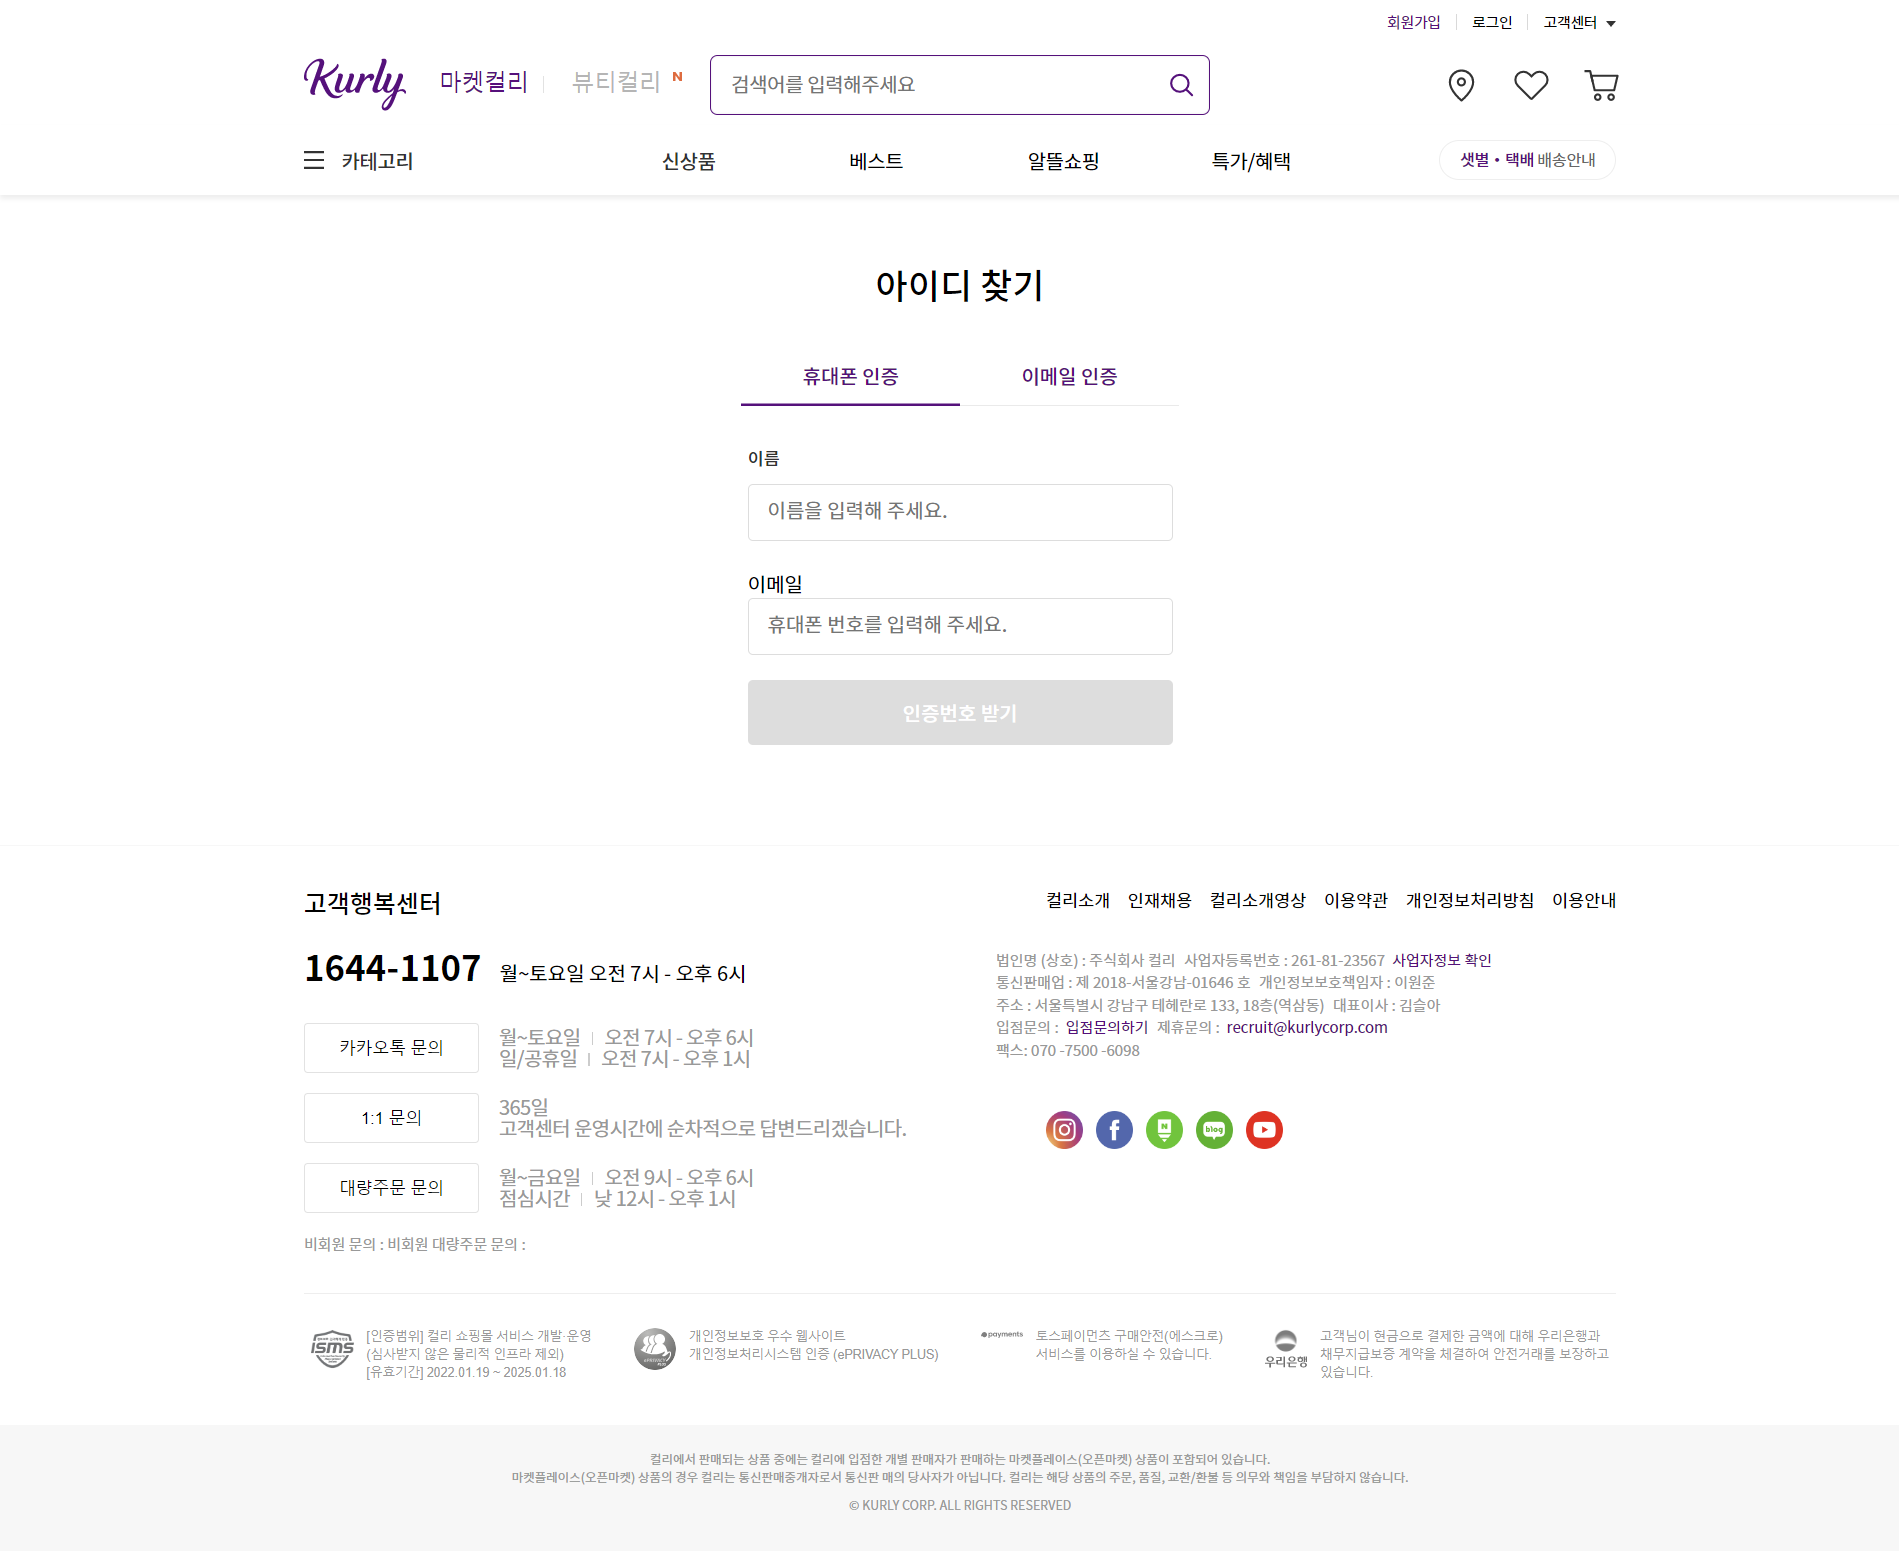 회원가입 로그인 고객센터
Kurly 마켓컬리 뷰티컬리 N 검색어를 입력해주세요
카테고리 신상품 베스트 알뜰쇼핑 특가/혜택 샛별・택배 배송안내
아이디 찾기
휴대폰 인증 이메일 인증
이름
이름을 입력해 주세요.
이메일
휴대폰 번호를 입력해 주세요.
인증번호 받기
고객행복센터
1644-1107 월~토요일 오전 7시 - 오후 6시
카카오톡 문의
월~토요일 오전 7시 - 오후 6시
일/공휴일 오전 7시 - 오후 1시
1:1 문의
365일
고객센터 운영시간에 순차적으로 답변드리겠습니다.
대량주문 문의
월~금요일 오전 9시 - 오후 6시
점심시간 낮 12시 - 오후 1시
비회원 문의 : 비회원 대량주문 문의 :
컬리소개 인재채용 컬리소개영상 이용약관 개인정보처리방침 이용안내
법인명 (상호) : 주식회사 컬리 사업자등록번호 : 261-81-23567 사업자정보 확인
통신판매업 : 제 2018-서울강남-01646 호 개인정보보호책임자 : 이원준
주소 : 서울특별시 강남구 테헤란로 133, 18층(역삼동) 대표이사 : 김슬아
입점문의 : 입점문의하기 제휴문의 : recruit@kurlycorp.com
팩스: 070 -7500 -6098
f N blog
ISMS
[인증범위] 컬리 쇼핑몰 서비스 개발·운영
(심사받지 않은 물리적 인프라 제외)
[유효기간] 2022.01.19 ~ 2025.01.18
개인정보보호 우수 웹사이트
개인정보처리시스템 인증 (ePRIVACY PLUS)
payments
토스페이먼츠 구매안전(에스크로)
서비스를 이용하실 수 있습니다.
우리은행
고객님이 현금으로 결제한 금액에 대해 우리은행과
채무지급보증 계약을 체결하여 안전거래를 보장하고
있습니다.
컬리에서 판매되는 상품 중에는 컬리에 입점한 개별 판매자가 판매하는 마켓플레이스(오픈마켓) 상품이 포함되어 있습니다.
마켓플레이스(오픈마켓) 상품의 경우 컬리는 통신판매중개자로서 통신판 매의 당사자가 아닙니다. 컬리는 해당 상품의 주문, 품질, 교환/환불 등 의무와 책임을 부담하지 않습니다.
© KURLY CORP. ALL RIGHTS RESERVED